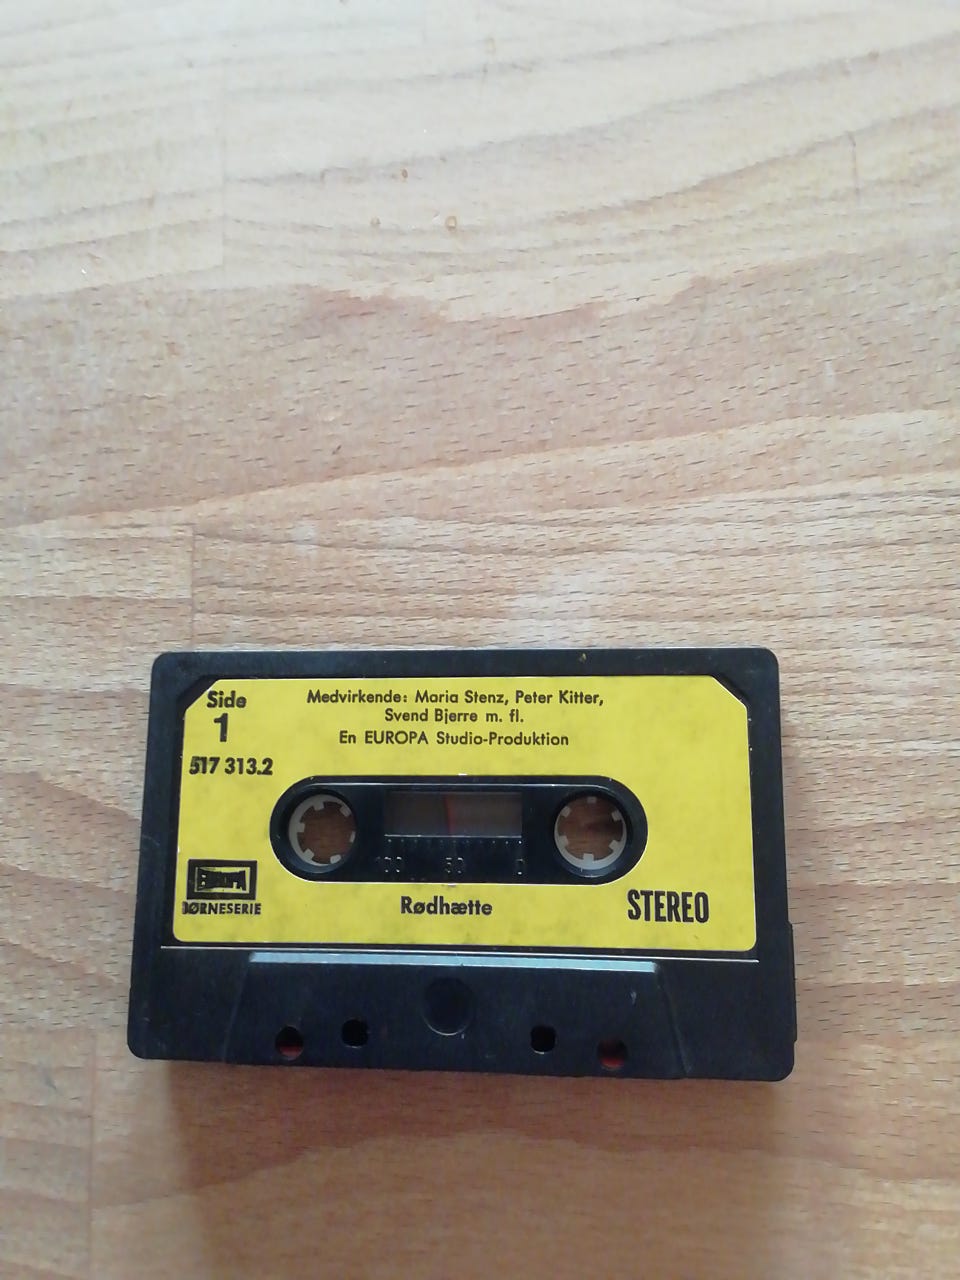 Side
1
517 313.2
Medvirkende: Maria Stenz, Peter Kitter,
Svend Bjerre m. fl.
En EUROPA Studio-Produktion
100 50 0
EUROPA
BØRNESERIE
Rødhætte
STEREO